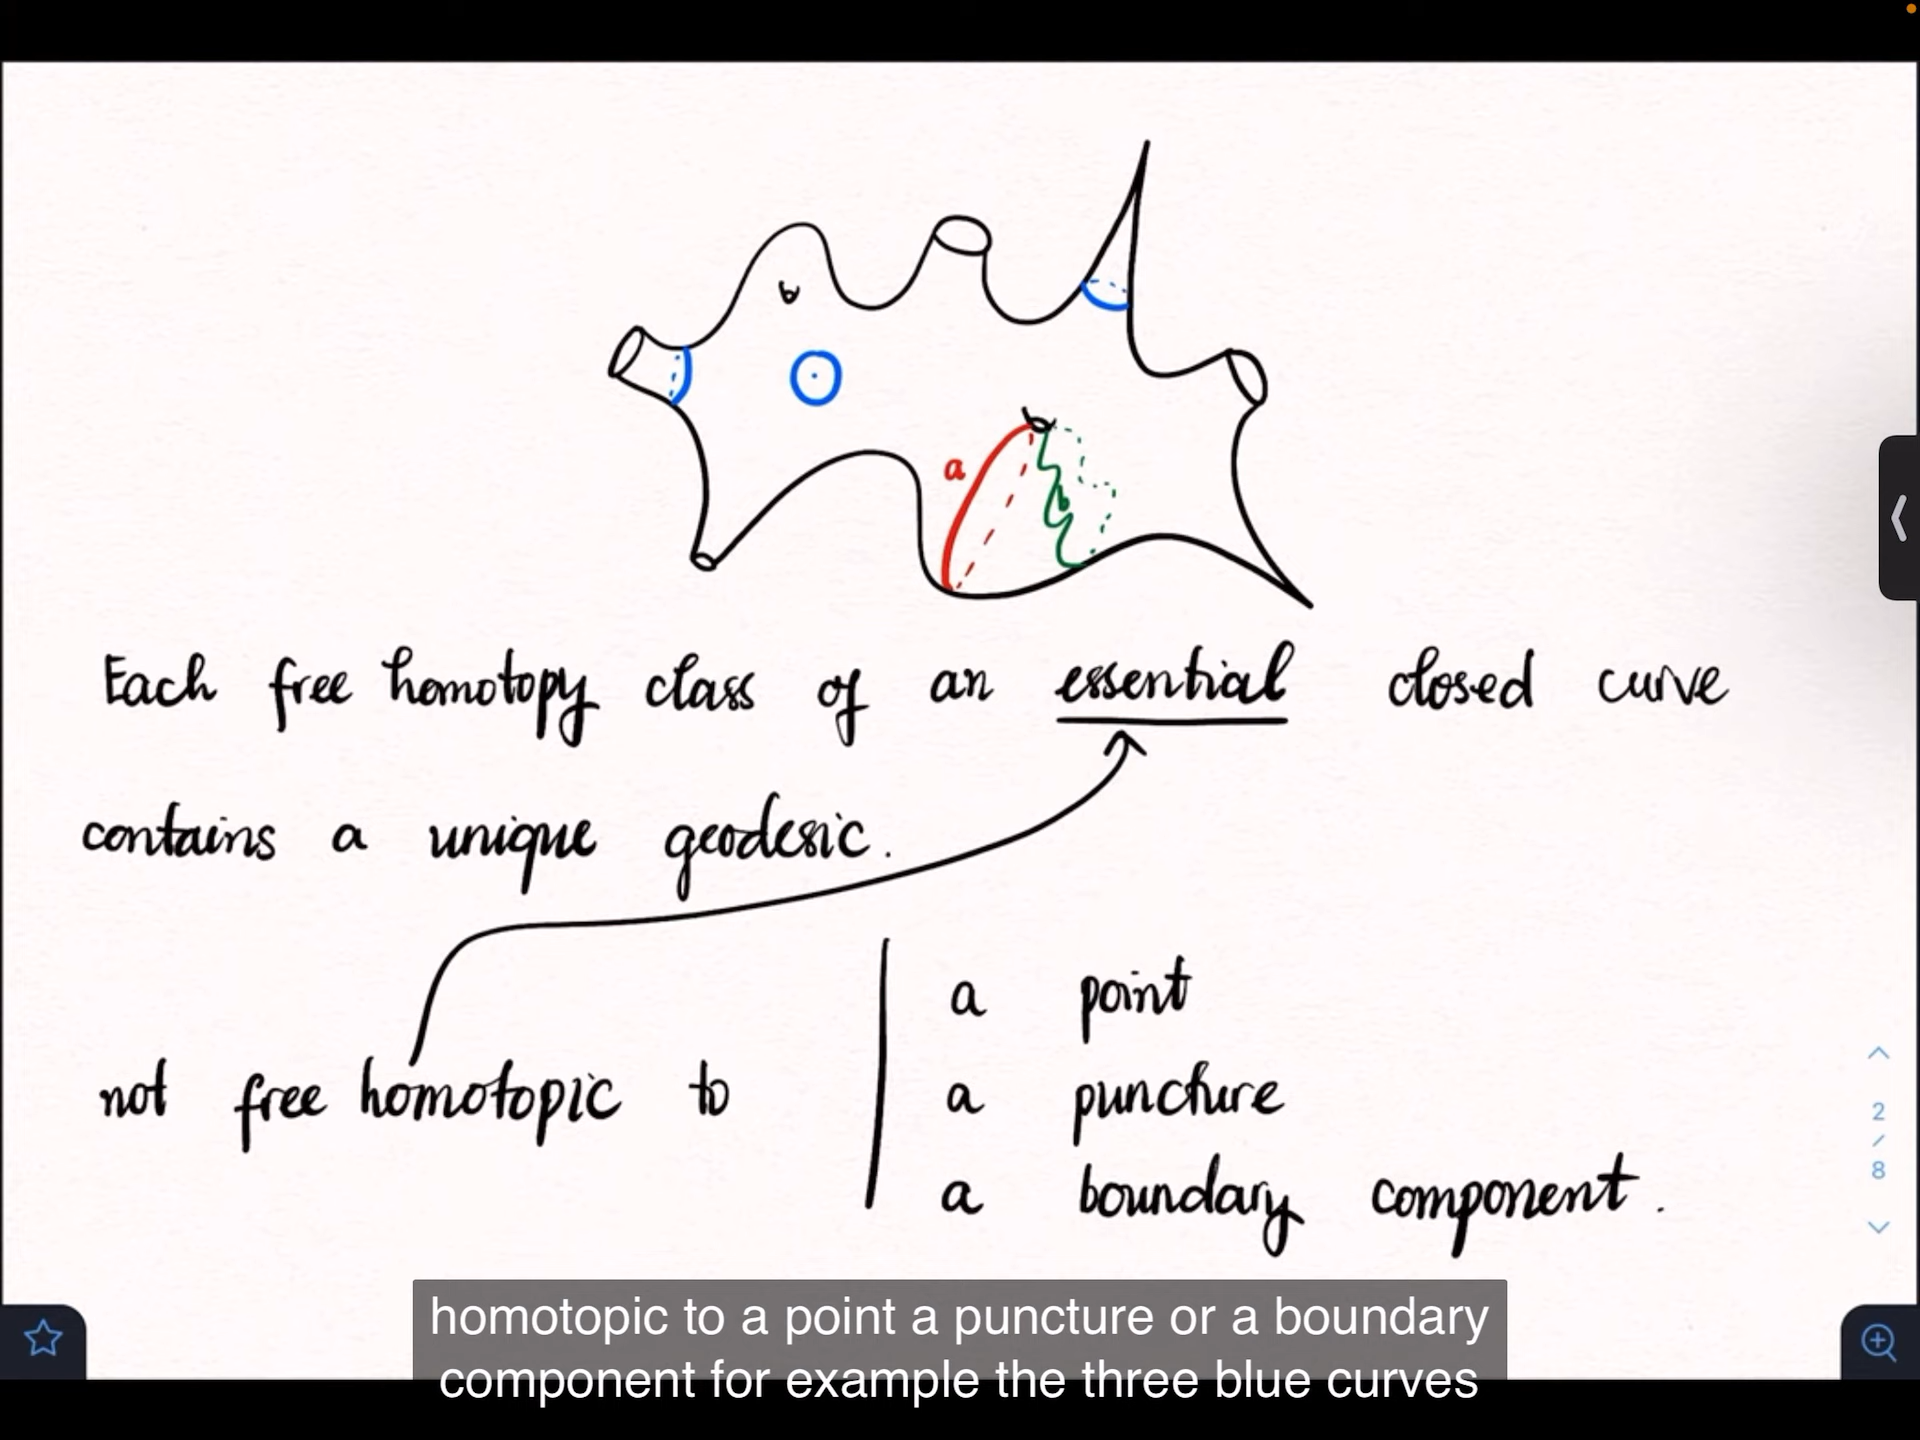 a
b
Each free homotopy class of an essential closed curve
contains a unique geodesic.
a point
not free homotopic to a puncture
a boundary component.
2
/
8
homotopic to a point a puncture or a boundary
component for example the three blue curves